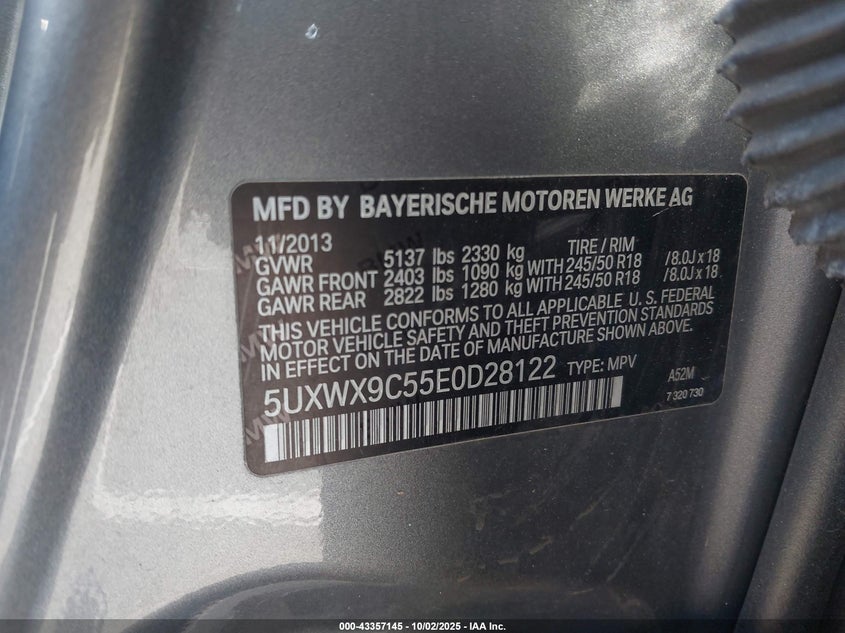 MFD BY BAYERISCHE MOTOREN WERKE AG
11/2013 TIRE / RIM
GVWR 5137 lbs 2330 kg
GAWR FRONT 2403 lbs 1090 kg WITH 245/50 R18 /8.0J x 18
GAWR REAR 2822 lbs 1280 kg WITH 245/50 R18 /8.0J x 18
THIS VEHICLE CONFORMS TO ALL APPLICABLE U. S. FEDERAL
MOTOR VEHICLE SAFETY AND THEFT PREVENTION STANDARDS
IN EFFECT ON THE DATE OF MANUFACTURE SHOWN ABOVE.
5UXWX9C55E0D28122 TYPE: MPV A52M
7 320 730
000-43357145 - 10/02/2025 - IAA Inc.